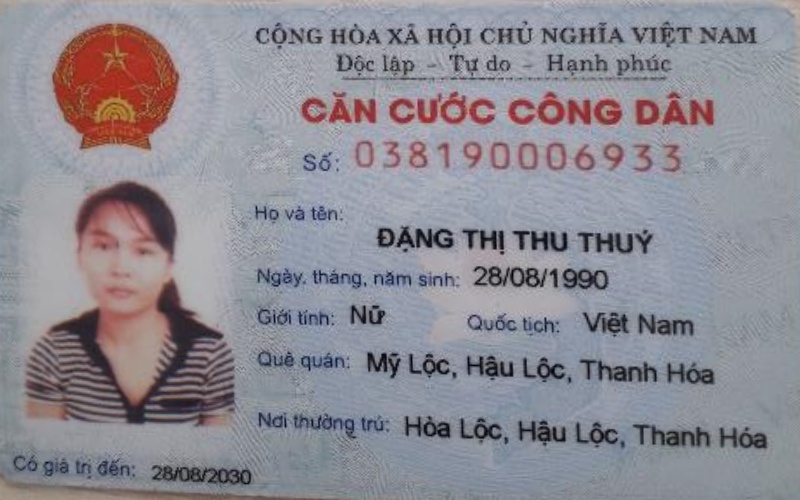 CỘNG HÒA XÃ HỘI CHỦ NGHĨA VIỆT NAM
Độc lập - Tự do - Hạnh phúc
CĂN CƯỚC CÔNG DÂN
Số: 038190006933
Họ và tên:
ĐẶNG THỊ THU THUÝ
Ngày, tháng, năm sinh: 28/08/1990
Giới tính: Nữ Quốc tịch: Việt Nam
Quê quán: Mỹ Lộc, Hậu Lộc, Thanh Hóa
Nơi thường trú: Hòa Lộc, Hậu Lộc, Thanh Hóa
Có giá trị đến: 28/08/2030